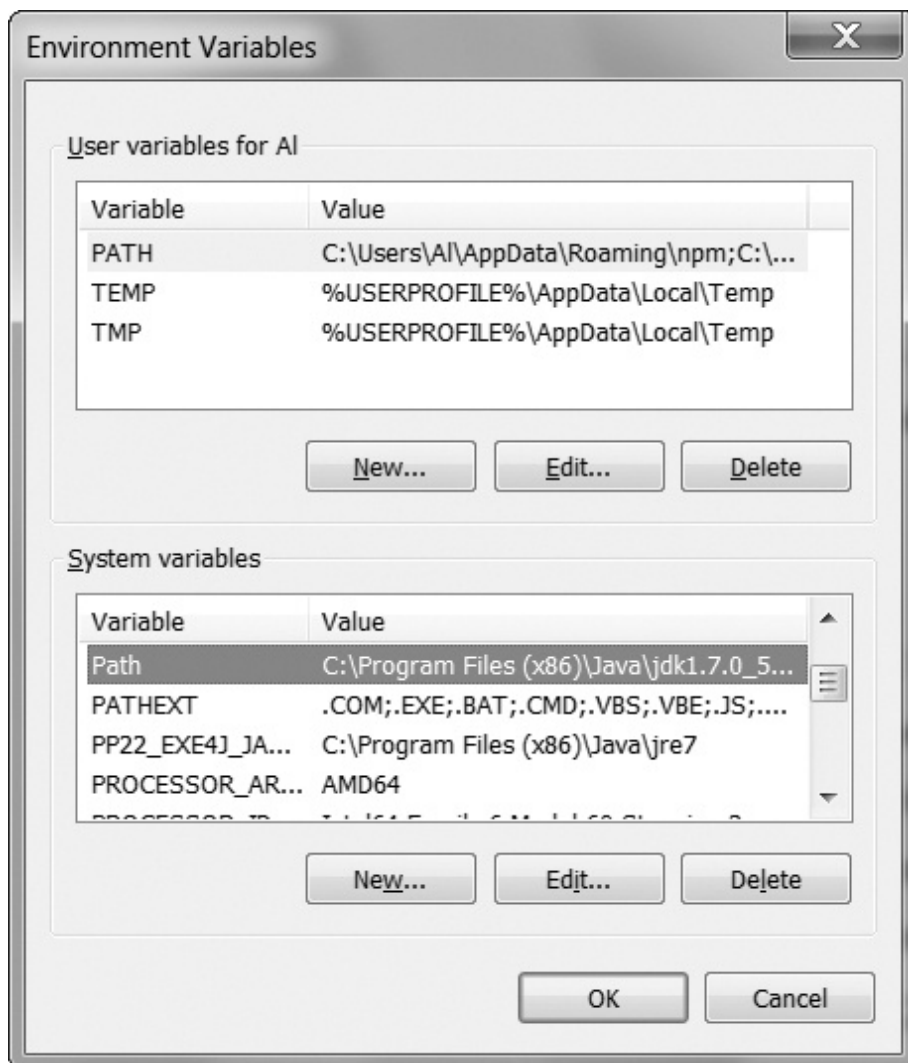 Environment Variables
User variables for Al
Variable Value
PATH C:\Users\Al\AppData\Roaming\npm;C:\...
TEMP %USERPROFILE%\AppData\Local\Temp
TMP %USERPROFILE%\AppData\Local\Temp
New... Edit... Delete
System variables
Variable Value
Path C:\Program Files (x86)\Java\jdk1.7.0_5...
PATHEXT .COM;.EXE;.BAT;.CMD;.VBS;.VBE;.JS;....
PP22_EXE4J_JA... C:\Program Files (x86)\Java\jre7
PROCESSOR_AR... AMD64
New... Edit... Delete
OK Cancel